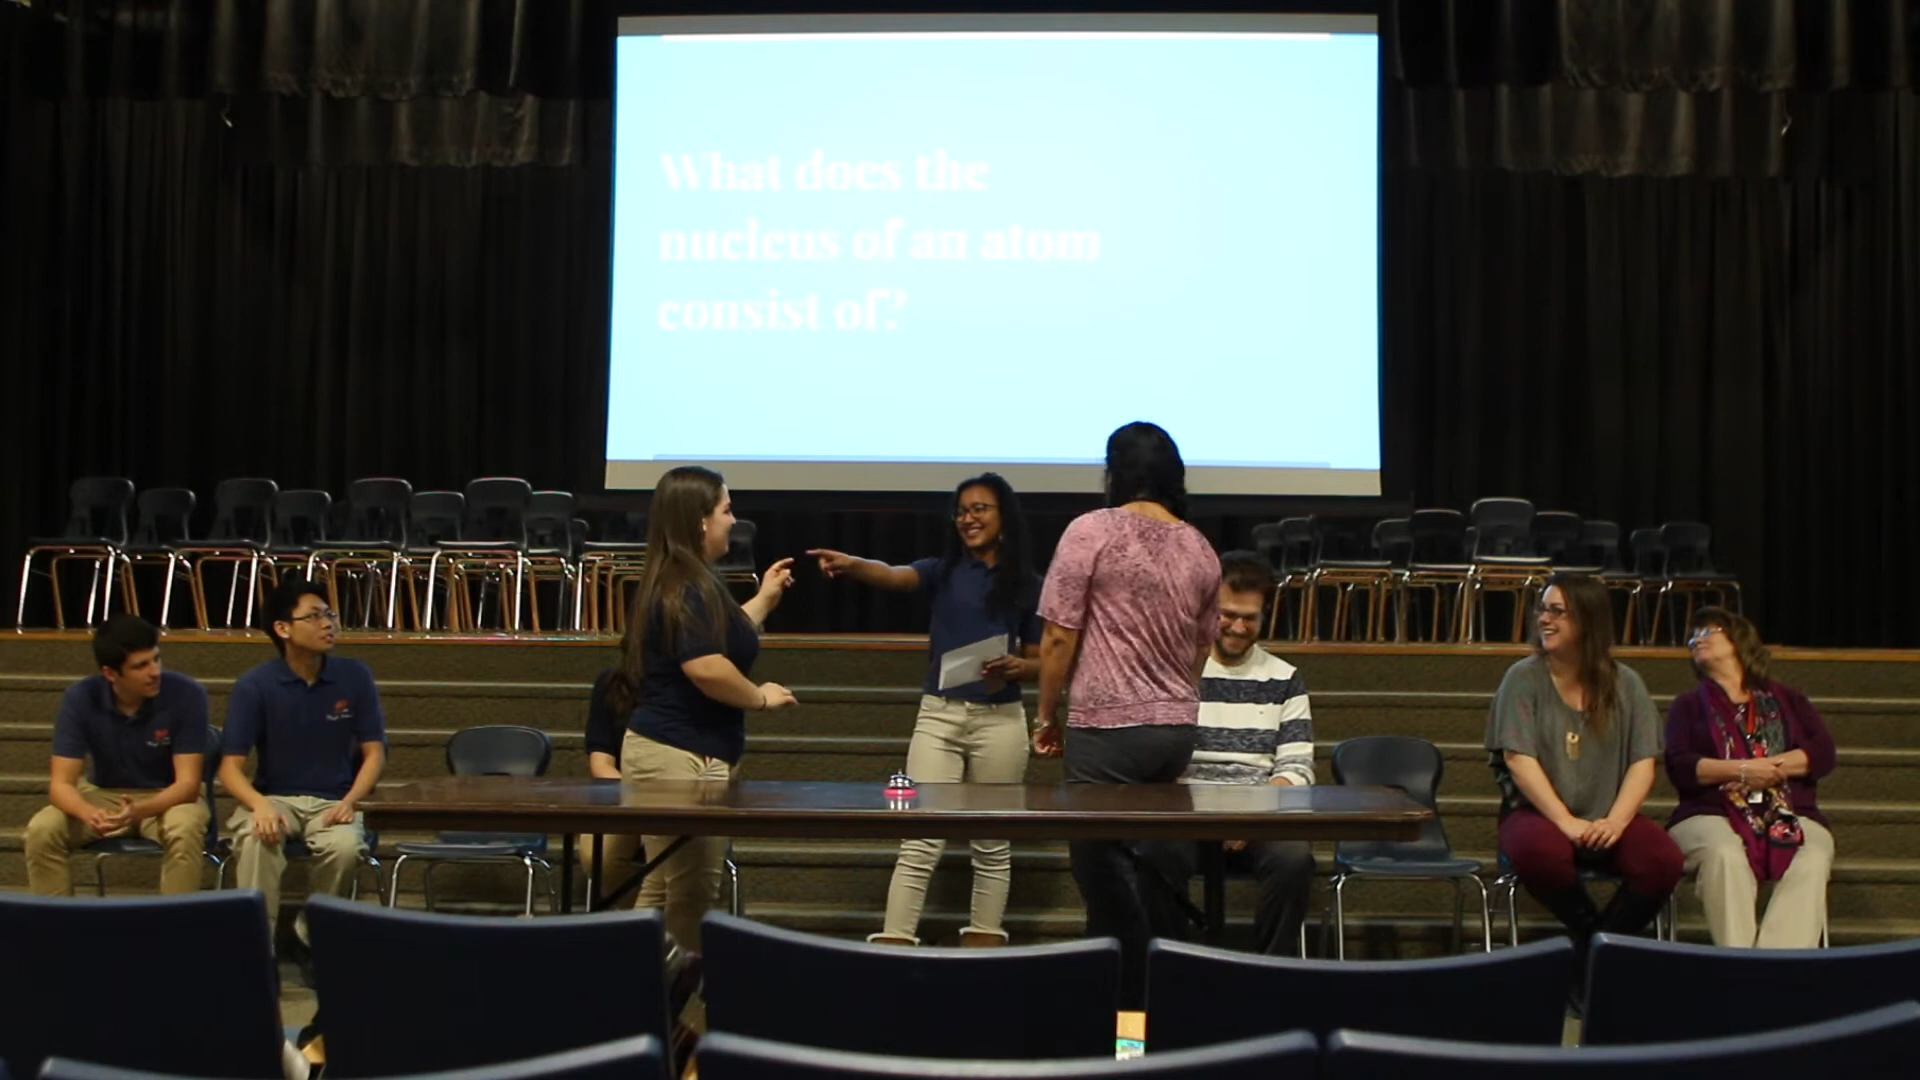 What does the
nucleus of an atom
consist of?